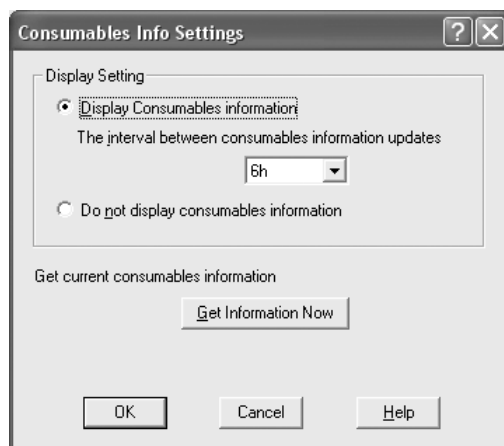 Consumables Info Settings
Display Setting
Display Consumables information
The interval between consumables information updates
6h
Do not display consumables information
Get current consumables information
Get Information Now
OK Cancel Help